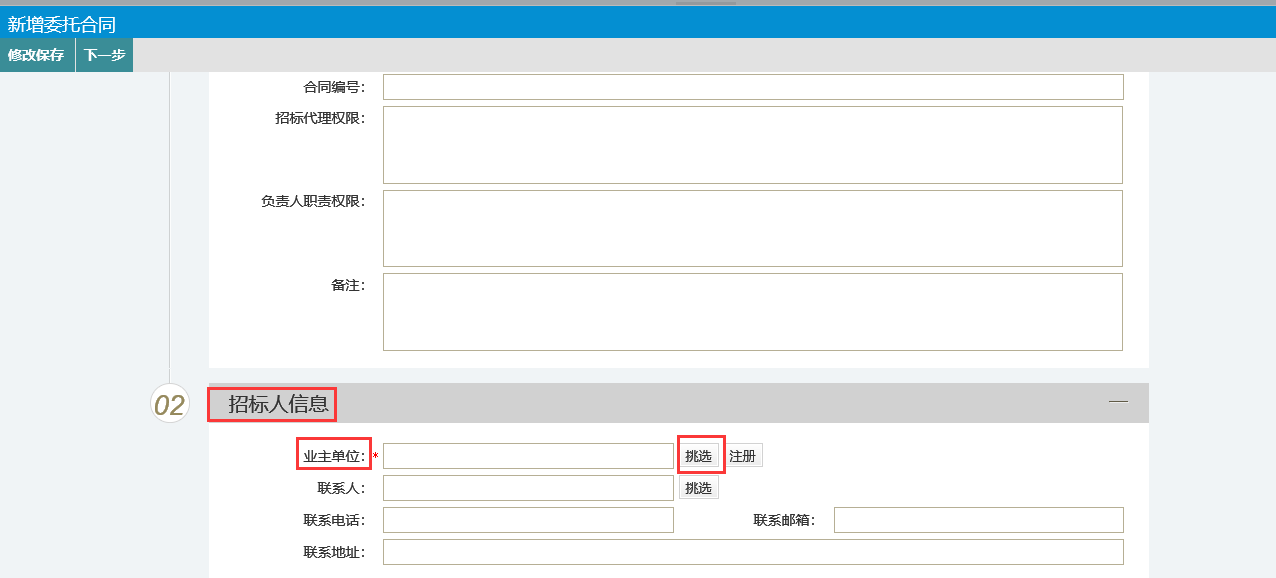 新增委托合同
修改保存 下一步
合同编号：
招标代理权限：
负责人职责权限：
备注：
02 招标人信息
业主单位：* 挑选 注册
联系人： 挑选
联系电话： 联系邮箱：
联系地址：